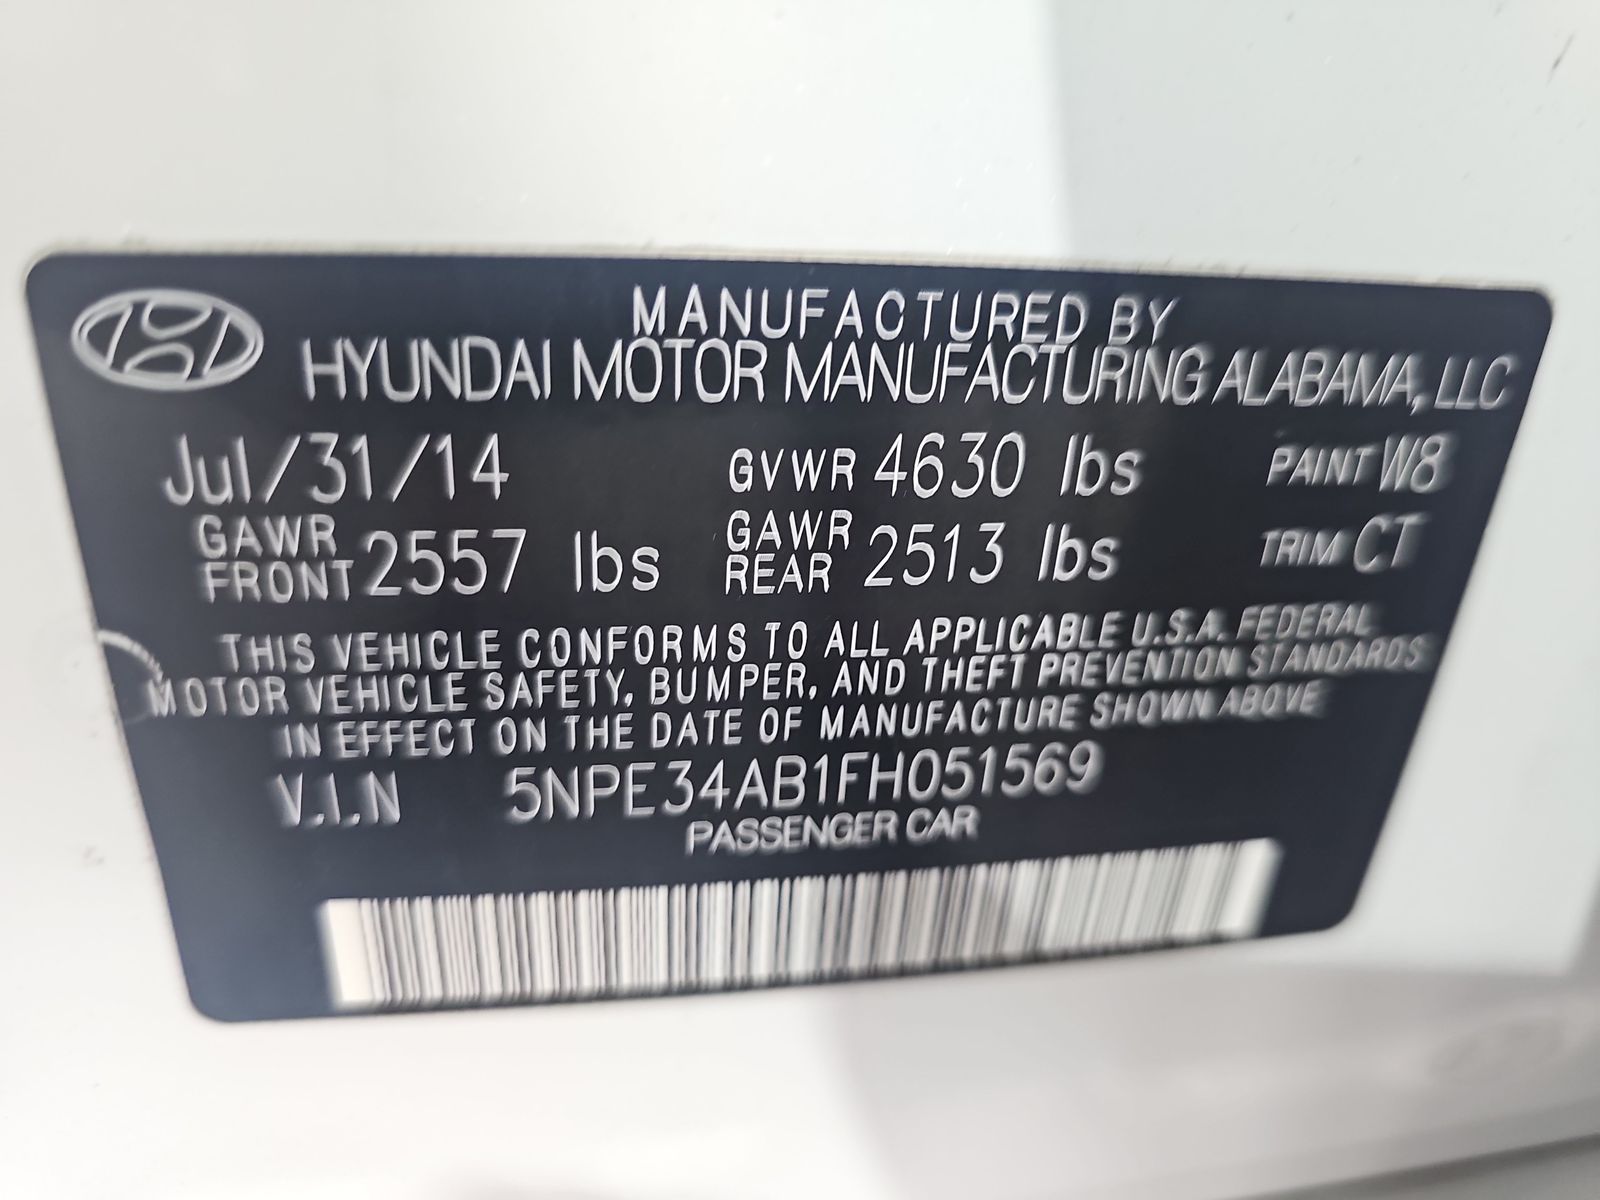 MANUFACTURED BY
HYUNDAI MOTOR MANUFACTURING ALABAMA, LLC
Jul/31/14 GVWR 4630 lbs PAINT W8
GAWR FRONT 2557 lbs GAWR REAR 2513 lbs TRIM CT
THIS VEHICLE CONFORMS TO ALL APPLICABLE U.S.A. FEDERAL
MOTOR VEHICLE SAFETY, BUMPER, AND THEFT PREVENTION STANDARDS
IN EFFECT ON THE DATE OF MANUFACTURE SHOWN ABOVE
V.I.N 5NPE34AB1FH051569
PASSENGER CAR